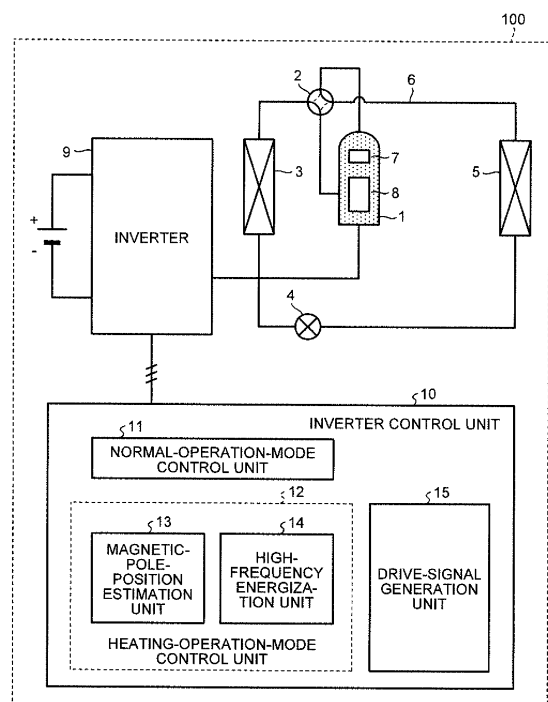 100
2
6
9
7
3
5
8
1
+
-
INVERTER
4
10
INVERTER CONTROL UNIT
11
NORMAL-OPERATION-MODE
CONTROL UNIT
12
15
13
14
MAGNETIC-
POLE-
POSITION
ESTIMATION
UNIT
HIGH-
FREQUENCY
ENERGIZA-
TION UNIT
DRIVE-SIGNAL
GENERATION
UNIT
HEATING-OPERATION-MODE
CONTROL UNIT